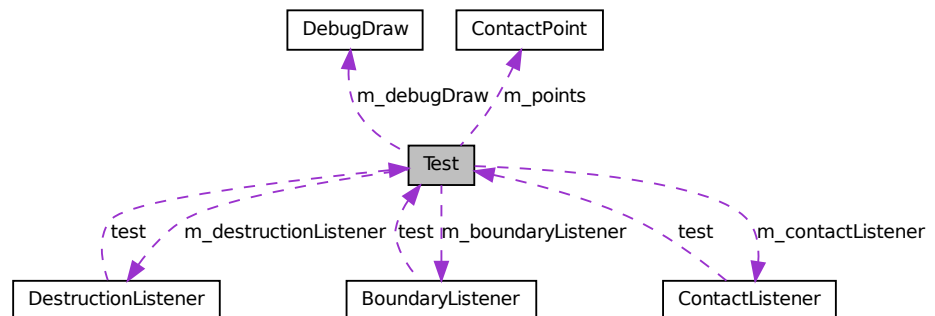 DebugDraw
ContactPoint
m_debugDraw
m_points
Test
test
m_destructionListener
test
m_boundaryListener
test
m_contactListener
DestructionListener
BoundaryListener
ContactListener